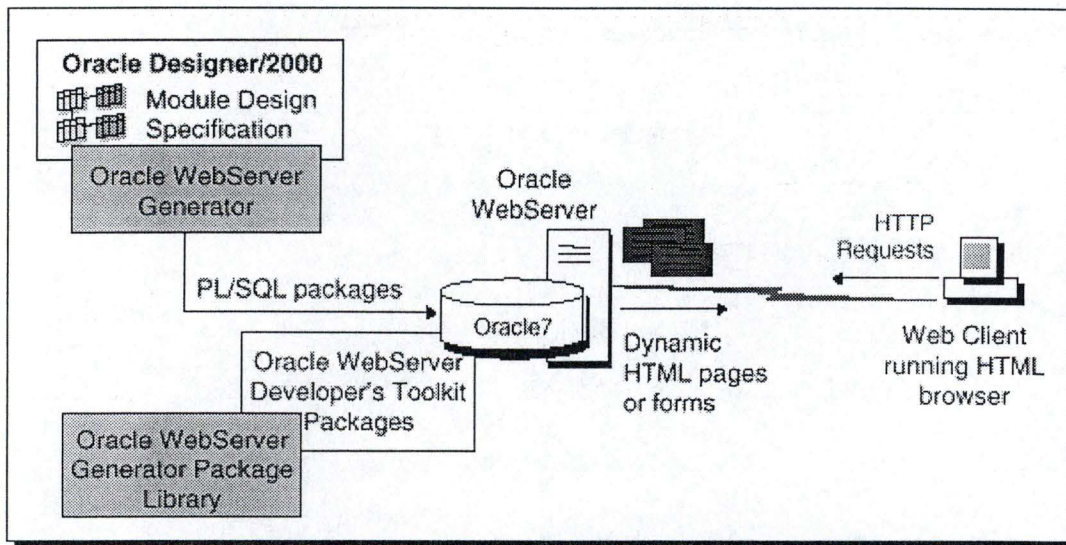 Oracle Designer/2000
Module Design
Specification
Oracle WebServer
Generator
PL/SQL packages
Oracle
WebServer
Oracle7
HTTP
Requests
Dynamic
HTML pages
or forms
Web Client
running HTML
browser
Oracle WebServer
Developer's Toolkit
Packages
Oracle WebServer
Generator Package
Library